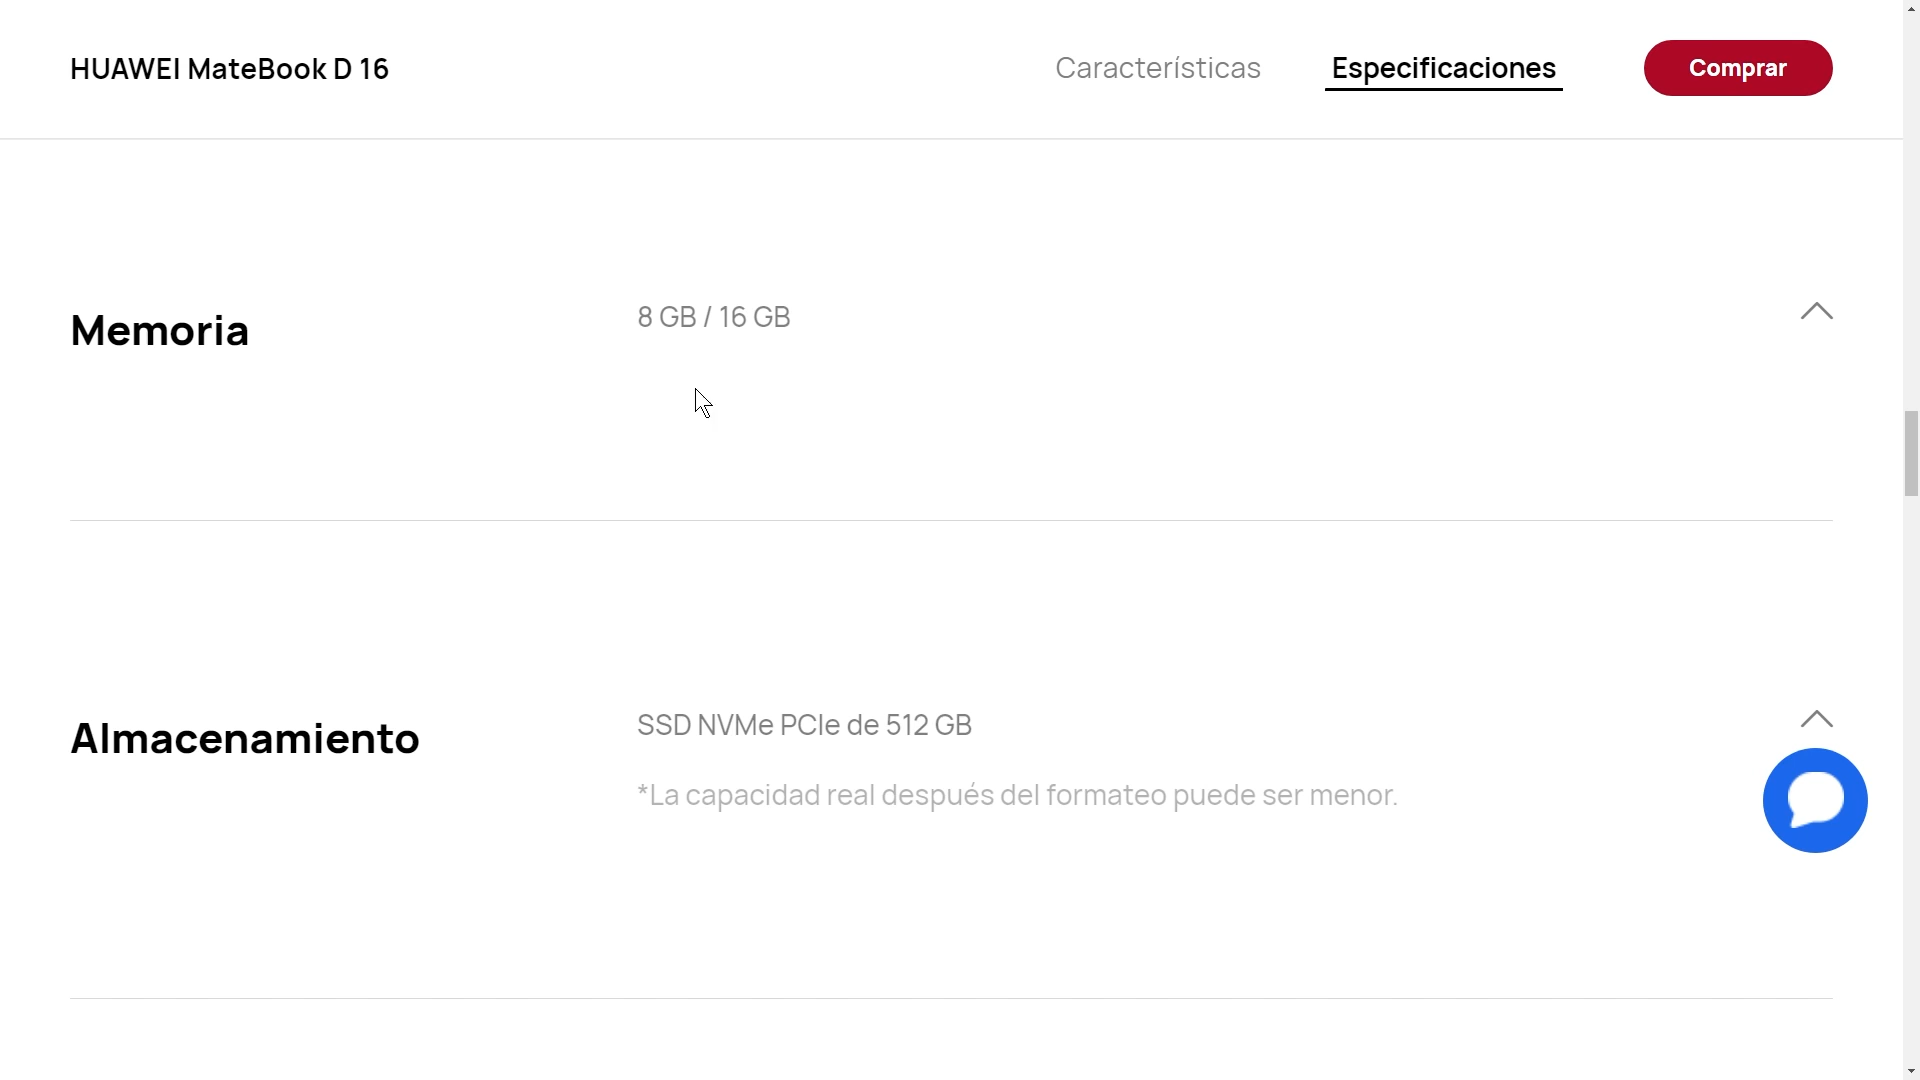 HUAWEI MateBook D 16
Características
Especificaciones
Comprar
Memoria
8 GB / 16 GB
Almacenamiento
SSD NVMe PCIe de 512 GB
*La capacidad real después del formateo puede ser menor.